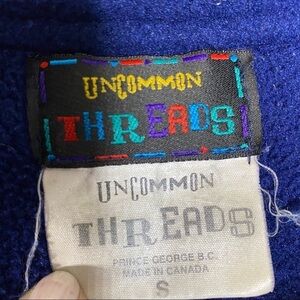 UNCOMMON
THREADS
UNCOMMON
THREADS
PRINCE GEORGE B.C.
MADE IN CANADA
S